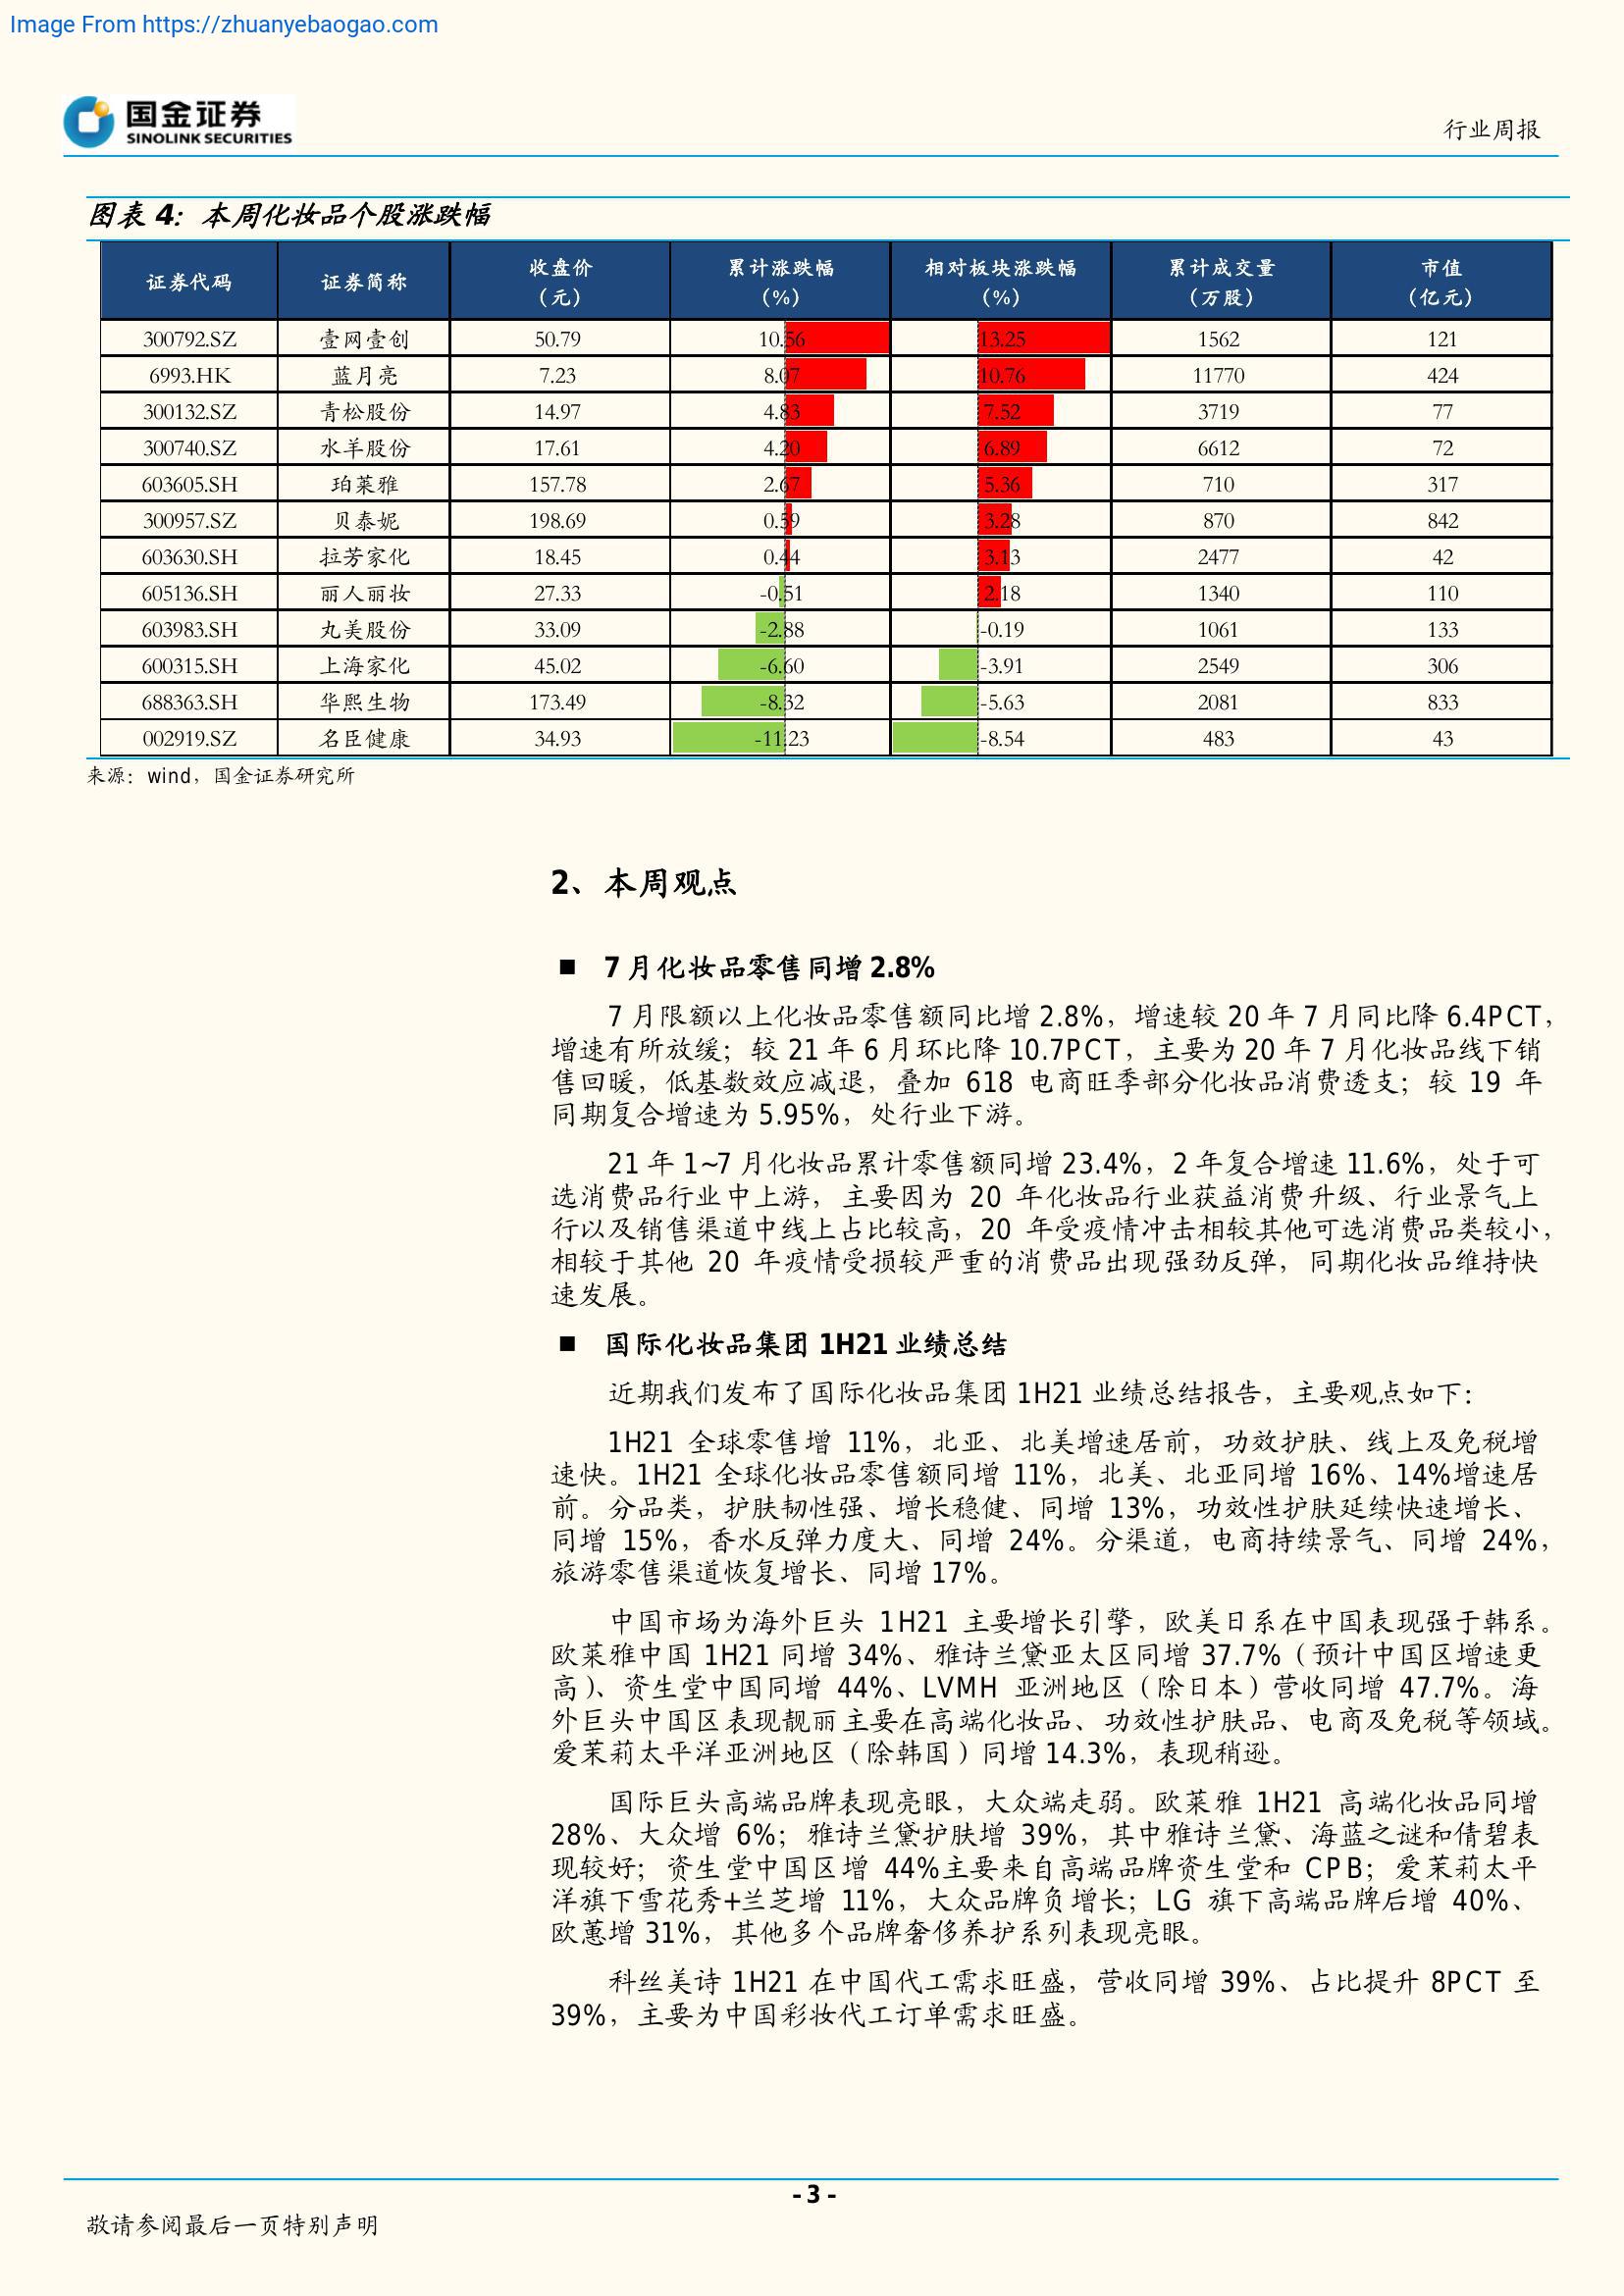 Image From https://zhuanyebaogao.com
国金证券
SINOLINK SECURITIES
行业周报
图表 4：本周化妆品个股涨跌幅
证券代码 证券简称 收盘价（元） 累计涨跌幅（%） 相对板块涨跌幅（%） 累计成交量（万股） 市值（亿元）
300792.SZ 壹网壹创 50.79 10.56 13.25 1562 121
6993.HK 蓝月亮 7.23 8.07 10.76 11770 424
300132.SZ 青松股份 14.97 4.83 7.52 3719 77
300740.SZ 水羊股份 17.61 4.20 6.89 6612 72
603605.SH 珀莱雅 157.78 2.67 5.36 710 317
300957.SZ 贝泰妮 198.69 0.59 3.28 870 842
603630.SH 拉芳家化 18.45 0.44 3.13 2477 42
605136.SH 丽人丽妆 27.33 -0.51 2.18 1340 110
603983.SH 丸美股份 33.09 -2.88 -0.19 1061 133
600315.SH 上海家化 45.02 -6.60 -3.91 2549 306
688363.SH 华熙生物 173.49 -8.32 -5.63 2081 833
002919.SZ 名臣健康 34.93 -11.23 -8.54 483 43
来源：wind，国金证券研究所
2、本周观点
■ 7 月化妆品零售同增 2.8%
7 月限额以上化妆品零售额同比增 2.8%，增速较 20 年 7 月同比降 6.4PCT，
增速有所放缓；较 21 年 6 月环比降 10.7PCT，主要为 20 年 7 月化妆品线下销
售回暖，低基数效应减退，叠加 618 电商旺季部分化妆品消费透支；较 19 年
同期复合增速为 5.95%，处行业下游。
21 年 1~7 月化妆品累计零售额同增 23.4%，2 年复合增速 11.6%，处于可
选消费品行业中上游，主要因为 20 年化妆品行业获益消费升级、行业景气上
行以及销售渠道中线上占比较高，20 年受疫情冲击相较其他可选消费品类较小，
相较于其他 20 年疫情受损较严重的消费品出现强劲反弹，同期化妆品维持快
速发展。
■ 国际化妆品集团 1H21 业绩总结
近期我们发布了国际化妆品集团 1H21 业绩总结报告，主要观点如下：
1H21 全球零售增 11%，北亚、北美增速居前，功效护肤、线上及免税增
速快。1H21 全球化妆品零售额同增 11%，北美、北亚同增 16%、14%增速居
前。分品类，护肤韧性强、增长稳健、同增 13%，功效性护肤延续快速增长、
同增 15%，香水反弹力度大、同增 24%。分渠道，电商持续景气、同增 24%，
旅游零售渠道恢复增长、同增 17%。
中国市场为海外巨头 1H21 主要增长引擎，欧美日系在中国表现强于韩系。
欧莱雅中国 1H21 同增 34%、雅诗兰黛亚太区同增 37.7%（预计中国区增速更
高）、资生堂中国同增 44%、LVMH 亚洲地区（除日本）营收同增 47.7%。海
外巨头中国区表现靓丽主要在高端化妆品、功效性护肤品、电商及免税等领域。
爱茉莉太平洋亚洲地区（除韩国）同增 14.3%，表现稍逊。
国际巨头高端品牌表现亮眼，大众端走弱。欧莱雅 1H21 高端化妆品同增
28%、大众增 6%；雅诗兰黛护肤增 39%，其中雅诗兰黛、海蓝之谜和倩碧表
现较好；资生堂中国区增 44%主要来自高端品牌资生堂和 CPB；爱茉莉太平
洋旗下雪花秀+兰芝增 11%，大众品牌负增长；LG 旗下高端品牌后增 40%、
欧蕙增 31%，其他多个品牌奢侈养护系列表现亮眼。
科丝美诗 1H21 在中国代工需求旺盛，营收同增 39%、占比提升 8PCT 至
39%，主要为中国彩妆代工订单需求旺盛。
- 3 -
敬请参阅最后一页特别声明